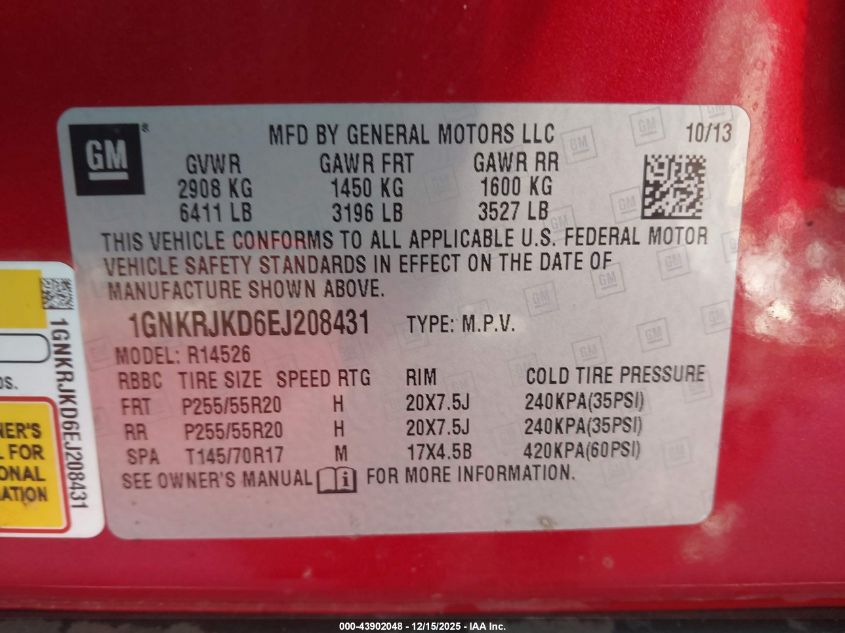 GM®
MFD BY GENERAL MOTORS LLC 10/13
GVWR GAWR FRT GAWR RR
2908 KG 1450 KG 1600 KG
6411 LB 3196 LB 3527 LB
THIS VEHICLE CONFORMS TO ALL APPLICABLE U.S. FEDERAL MOTOR
VEHICLE SAFETY STANDARDS IN EFFECT ON THE DATE OF
MANUFACTURE SHOWN ABOVE.
1GNKRJKD6EJ208431 TYPE: M.P.V.
MODEL: R14526
RBBC TIRE SIZE SPEED RTG RIM COLD TIRE PRESSURE
FRT P255/55R20 H 20X7.5J 240KPA(35PSI)
RR P255/55R20 H 20X7.5J 240KPA(35PSI)
SPA T145/70R17 M 17X4.5B 420KPA(60PSI)
SEE OWNER'S MANUAL FOR MORE INFORMATION.
1GNKRJKD6EJ208431
000-43902048 - 12/15/2025 - IAA Inc.